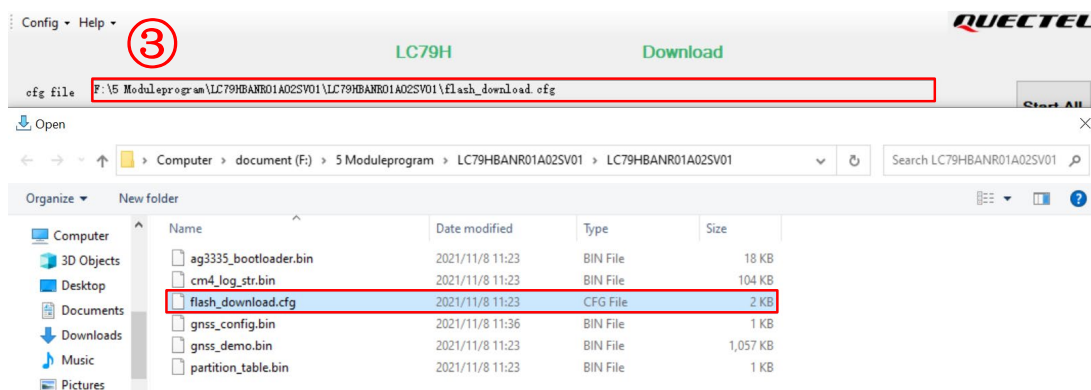 Config Help
QUECTEL
③
LC79H Download
cfg file F:\5 Moduleprogram\LC79HBANR01A02SV01\LC79HBANR01A02SV01\flash_download.cfg
Start All
Open
Computer > document (F:) > 5 Moduleprogram > LC79HBANR01A02SV01 > LC79HBANR01A02SV01
Search LC79HBANR01A02SV01
Organize New folder
Name Date modified Type Size
Computer
3D Objects
Desktop
Documents
Downloads
Music
Pictures
ag3335_bootloader.bin 2021/11/8 11:23 BIN File 18 KB
cm4_log_str.bin 2021/11/8 11:23 BIN File 104 KB
flash_download.cfg 2021/11/8 11:23 CFG File 2 KB
gnss_config.bin 2021/11/8 11:36 BIN File 1 KB
gnss_demo.bin 2021/11/8 11:23 BIN File 1,057 KB
partition_table.bin 2021/11/8 11:23 BIN File 1 KB